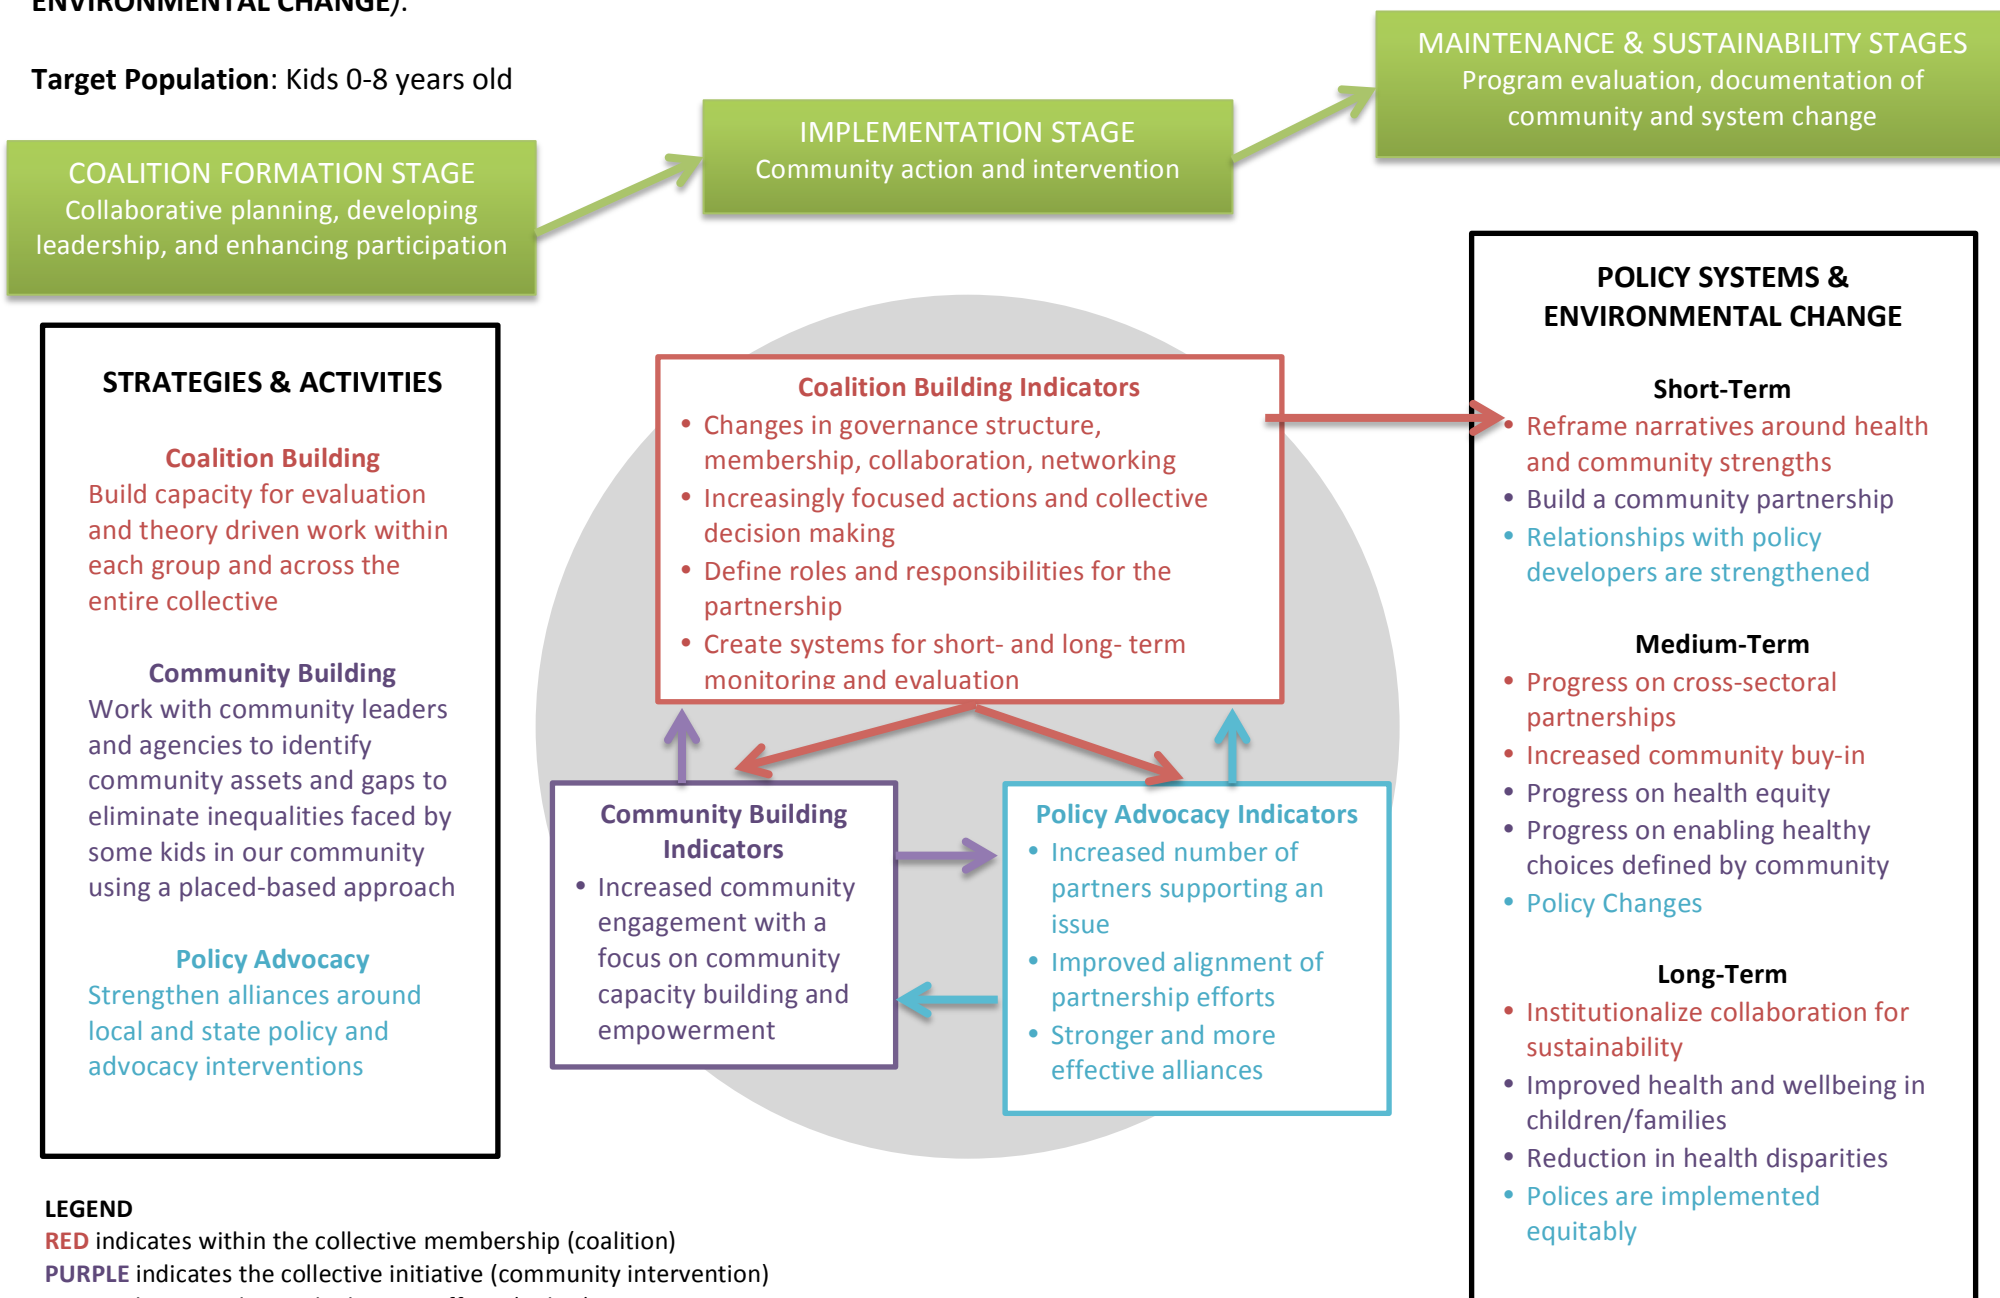 ENVIRONMENTAL CHANGE).
Target Population: Kids 0-8 years old
COALITION FORMATION STAGE
Collaborative planning, developing
leadership, and enhancing participation
IMPLEMENTATION STAGE
Community action and intervention
MAINTENANCE & SUSTAINABILITY STAGES
Program evaluation, documentation of
community and system change
STRATEGIES & ACTIVITIES
Coalition Building
Build capacity for evaluation
and theory driven work within
each group and across the
entire collective
Community Building
Work with community leaders
and agencies to identify
community assets and gaps to
eliminate inequalities faced by
some kids in our community
using a placed-based approach
Policy Advocacy
Strengthen alliances around
local and state policy and
advocacy interventions
Coalition Building Indicators
• Changes in governance structure,
membership, collaboration, networking
• Increasingly focused actions and collective
decision making
• Define roles and responsibilities for the
partnership
• Create systems for short- and long- term
monitoring and evaluation
Community Building
Indicators
• Increased community
engagement with a
focus on community
capacity building and
empowerment
Policy Advocacy Indicators
• Increased number of
partners supporting an
issue
• Improved alignment of
partnership efforts
• Stronger and more
effective alliances
POLICY SYSTEMS &
ENVIRONMENTAL CHANGE
Short-Term
• Reframe narratives around health
and community strengths
• Build a community partnership
• Relationships with policy
developers are strengthened
Medium-Term
• Progress on cross-sectoral
partnerships
• Increased community buy-in
• Progress on health equity
• Progress on enabling healthy
choices defined by community
• Policy Changes
Long-Term
• Institutionalize collaboration for
sustainability
• Improved health and wellbeing in
children/families
• Reduction in health disparities
• Polices are implemented
equitably
LEGEND
RED indicates within the collective membership (coalition)
PURPLE indicates the collective initiative (community intervention)